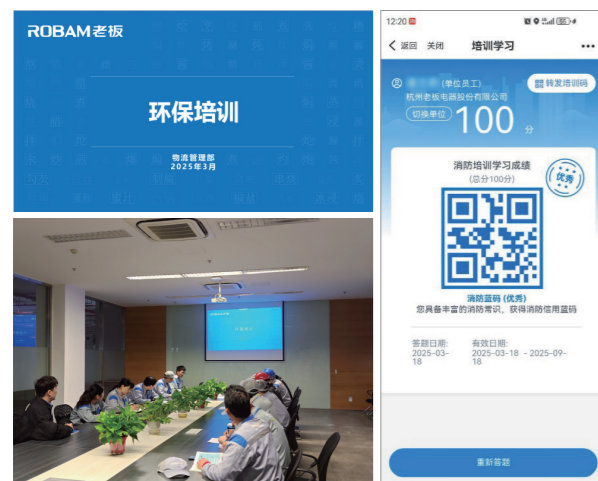 ROBAM老板
环保培训
物流管理部
2025年3月
12:20
返回 关闭 培训学习
(单位员工)
转发培训码
杭州老板电器股份有限公司
切换单位
100 分
消防培训学习成绩
(总分100分)
优秀
消防蓝码 (优秀)
您具备丰富的消防常识、获得消防信用蓝码
答题日期:
2025-03-
18
有效日期:
2025-03-18 - 2025-09-
18
重新答题